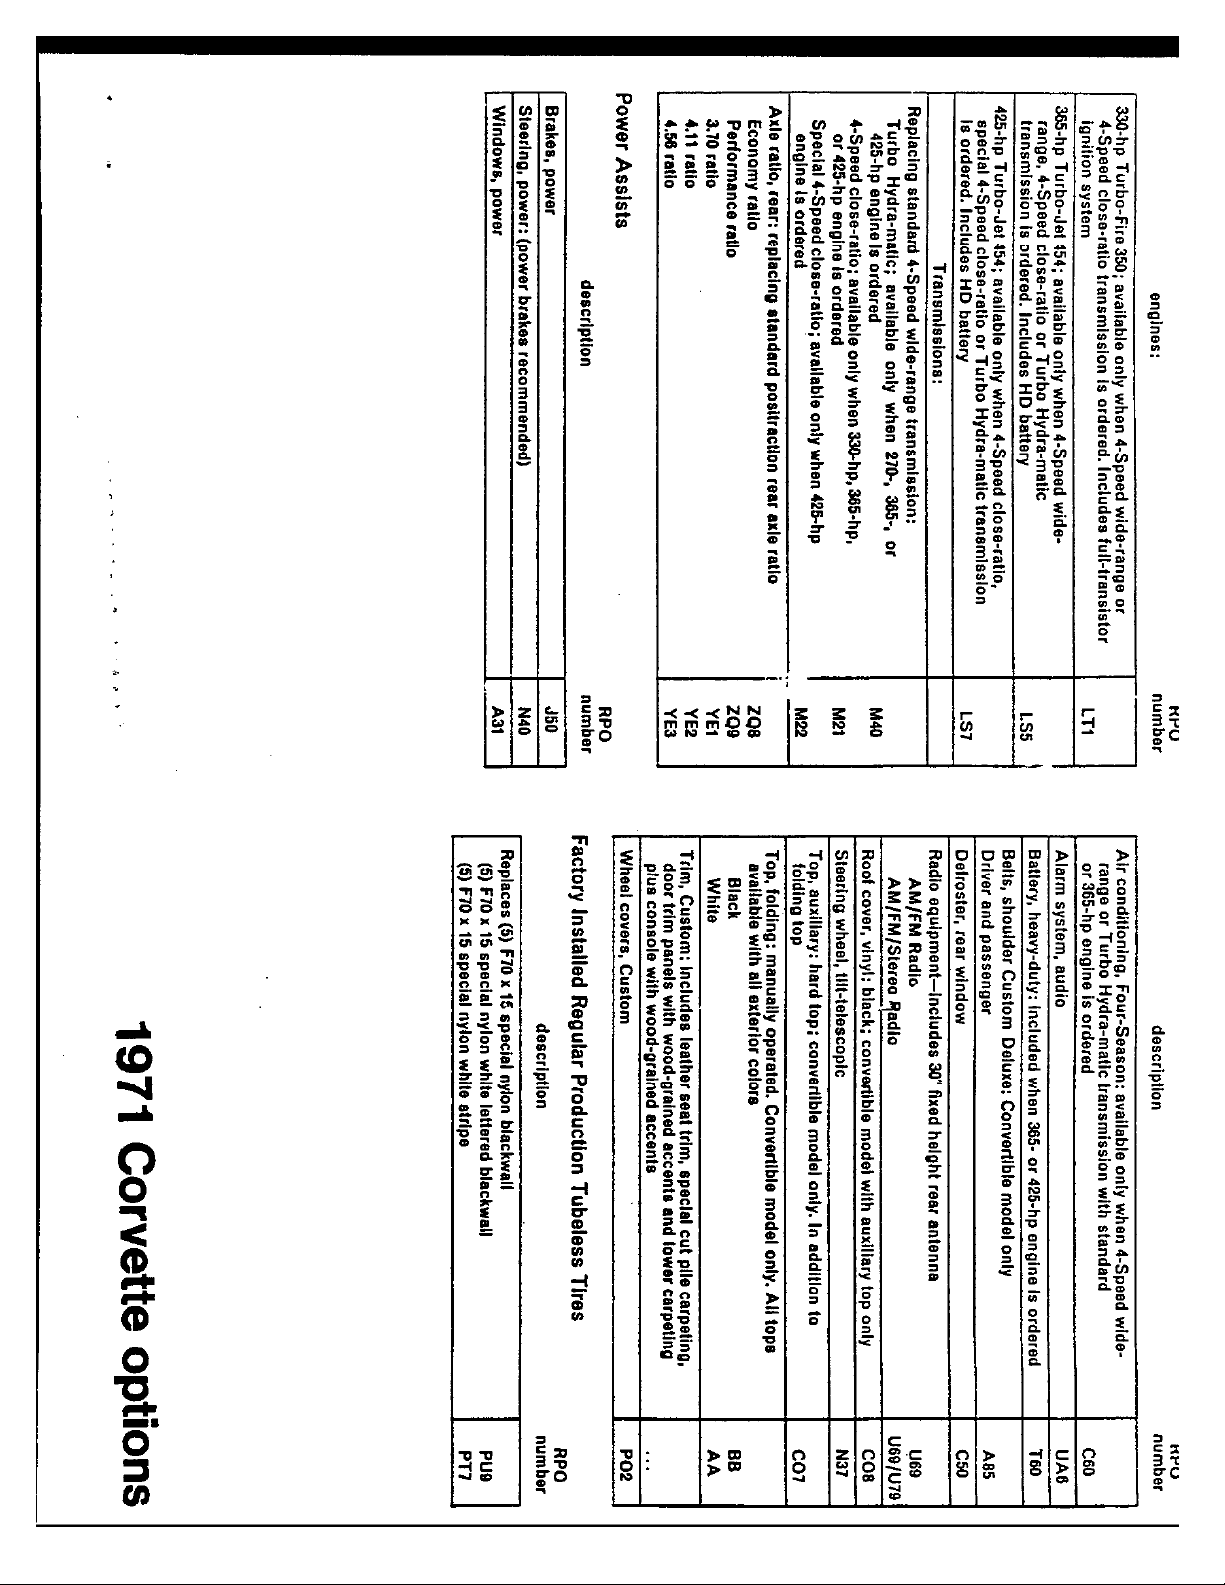 engines:
RPO
number
330-hp Turbo-Fire 350; available only when 4-Speed wide-range or
4-Speed close-ratio transmission is ordered. Includes full-transistor
ignition system
LT1
365-hp Turbo-Jet 454; available only when 4-Speed wide-
range, 4-Speed close-ratio or Turbo Hydra-matic
transmission is ordered. Includes HD battery
LS5
425-hp Turbo-Jet 454; available only when 4-Speed close-ratio,
special 4-Speed close-ratio or Turbo Hydra-matic transmission
is ordered. Includes HD battery
LS7
Transmissions:
Replacing standard 4-Speed wide-range transmission:
Turbo Hydra-matic; available only when 270-, 365-, or
425-hp engine is ordered
M40
4-Speed close-ratio; available only when 330-hp, 365-hp,
or 425-hp engine is ordered
M21
Special 4-Speed close-ratio; available only when 425-hp
engine is ordered
M22
Axle ratio, rear: replacing standard positraction rear axle ratio
Economy ratio ZQ8
Performance ratio ZQ9
3.70 ratio YE1
4.11 ratio YE2
4.56 ratio YE3
Power Assists
description
RPO
number
Brakes, power J50
Steering, power: (power brakes recommended) N40
Windows, power A31
description
RPO
number
Air conditioning, Four-Season: available only when 4-Speed wide-
range or Turbo Hydra-matic transmission with standard
or 365-hp engine is ordered
C60
Alarm system, audio UA6
Battery, heavy-duty: included when 365- or 425-hp engine is ordered T60
Belts, shoulder Custom Deluxe: Convertible model only
Driver and passenger A85
Defroster, rear window C50
Radio equipment—Includes 30" fixed height rear antenna
AM/FM Radio U69
AM/FM/Stereo Radio U69/U79
Roof cover, vinyl: black; convertible model with auxiliary top only CO8
Steering wheel, tilt-telescopic N37
Top, auxiliary: hard top; convertible model only. In addition to
folding top
CO7
Top, folding: manually operated. Convertible model only. All tops
available with all exterior colors
Black BB
White AA
Trim, Custom: includes leather seat trim, special cut pile carpeting,
door trim panels with wood-grained accents and lower carpeting
plus console with wood-grained accents
...
Wheel covers, Custom PO2
Factory Installed Regular Production Tubeless Tires
description
RPO
number
Replaces (5) F70 x 15 special nylon blackwall
(5) F70 x 15 special nylon white lettered blackwall PU9
(5) F70 x 15 special nylon white stripe PT7
1971 Corvette options